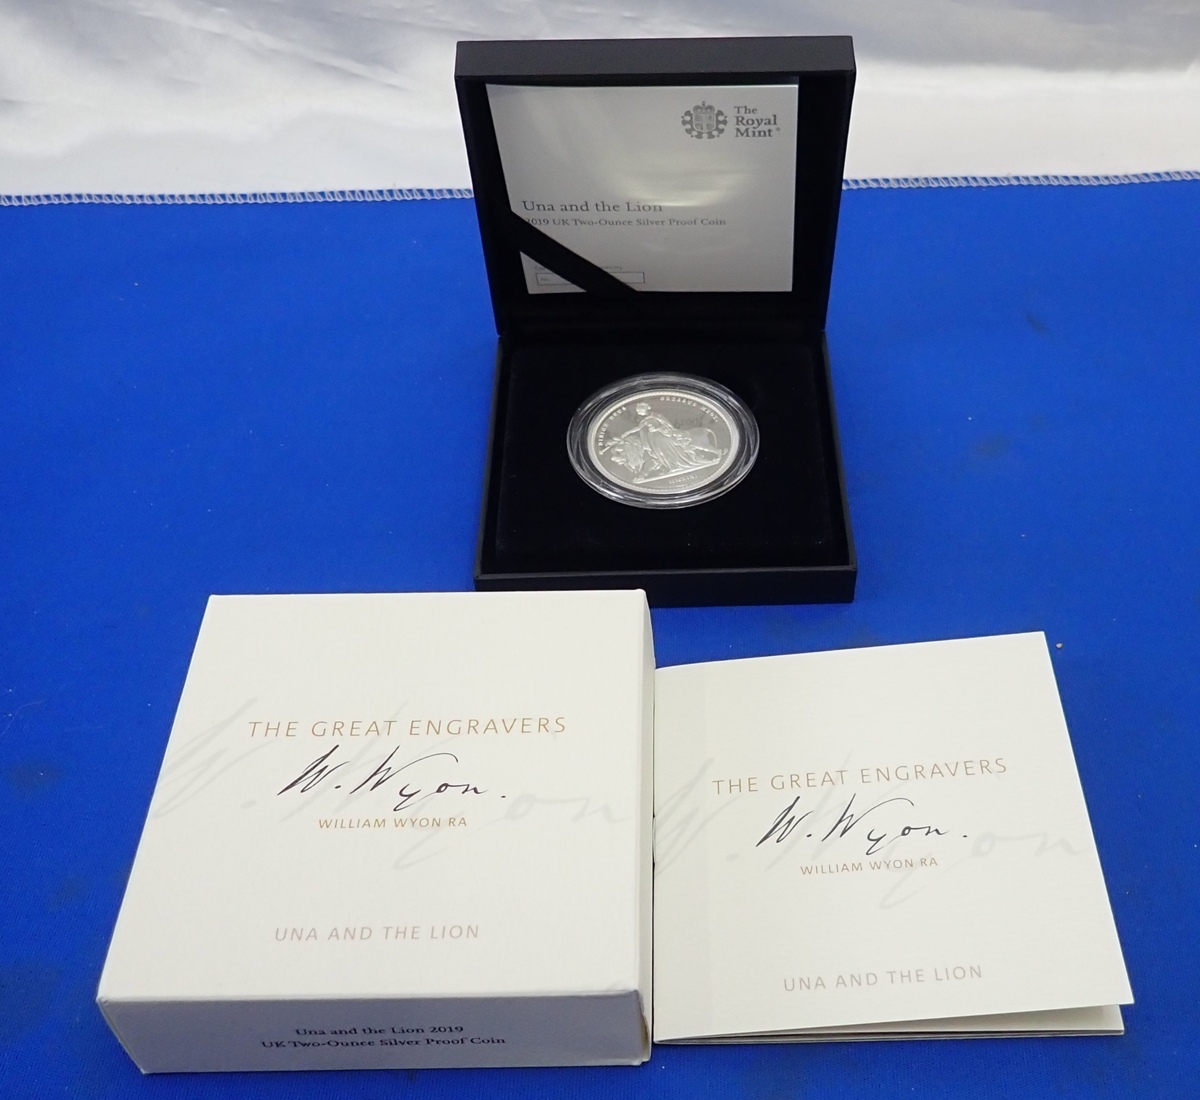 The
Royal
Mint®
Una and the Lion
2019 UK Two-Ounce Silver Proof Coin
THE GREAT ENGRAVERS
W. Wyon.
WILLIAM WYON RA
UNA AND THE LION
Una and the Lion 2019
UK Two-Ounce Silver Proof Coin
THE GREAT ENGRAVERS
W. Wyon.
WILLIAM WYON RA
UNA AND THE LION